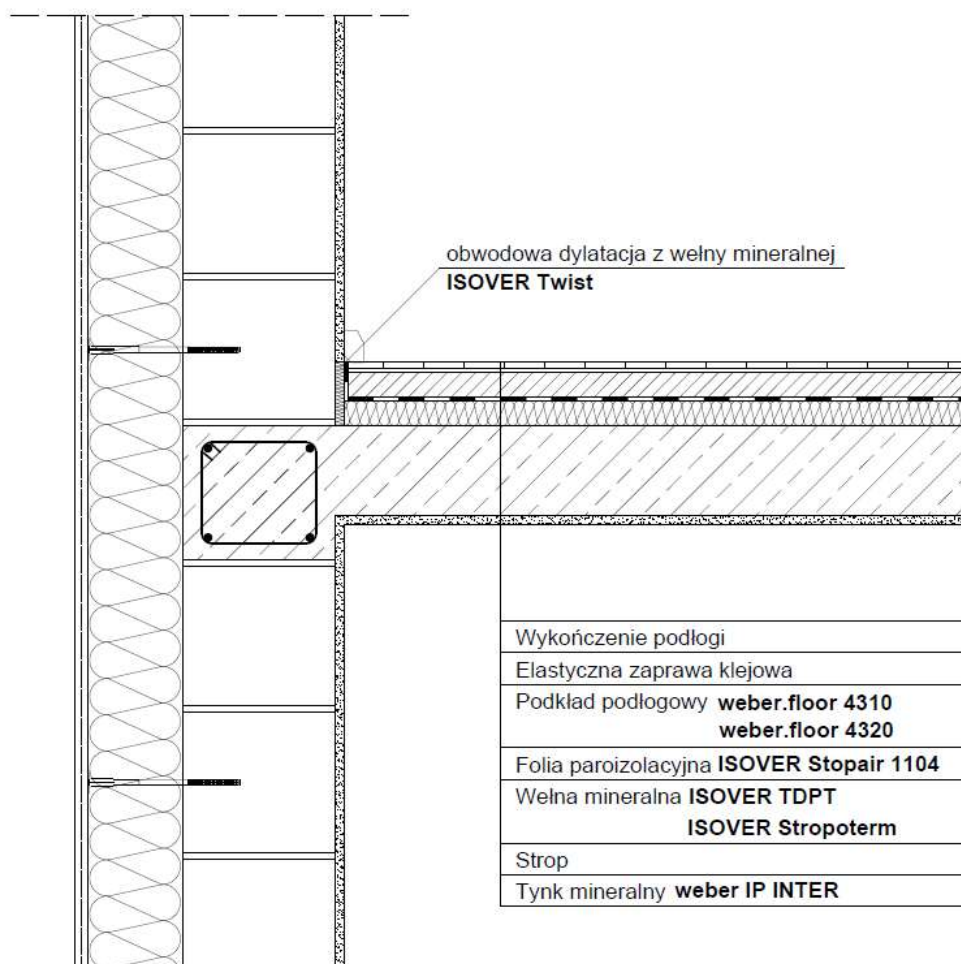 obwodowa dylatacja z wełny mineralnej
ISOVER Twist
Wykończenie podłogi
Elastyczna zaprawa klejowa
Podkład podłogowy weber.floor 4310
weber.floor 4320
Folia paroizolacyjna ISOVER Stopair 1104
Wełna mineralna ISOVER TDPT
ISOVER Stropoterm
Strop
Tynk mineralny weber IP INTER